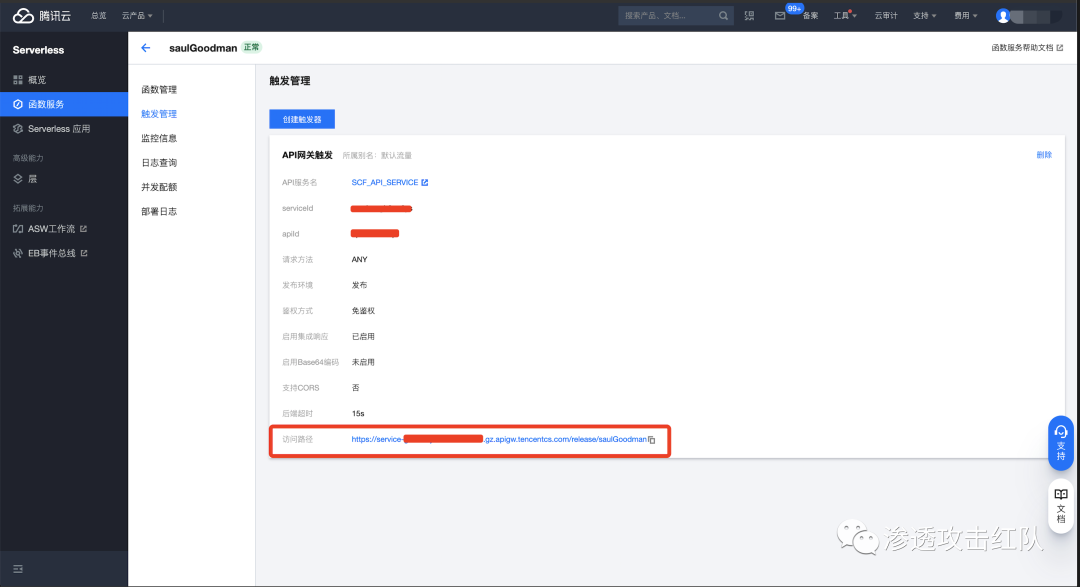 腾讯云 总览 云产品 搜索产品、文档... 99+ 备案 工具 云审计 支持 费用
Serverless
概览
函数服务
Serverless 应用
高级能力
层
拓展能力
ASW工作流
EB事件总线
saulGoodman 正常 函数服务帮助文档
函数管理
触发管理
监控信息
日志查询
并发配额
部署日志
触发管理
创建触发器
API网关触发 所属别名：默认流量 删除
API服务名 SCF_API_SERVICE
serviceId
apiId
请求方法 ANY
发布环境 发布
鉴权方式 免鉴权
启用集成响应 已启用
启用Base64编码 未启用
支持CORS 否
后端超时 15s
访问路径 https://service- .gz.apigw.tencentcs.com/release/saulGoodman
支持
文档
渗透攻击红队